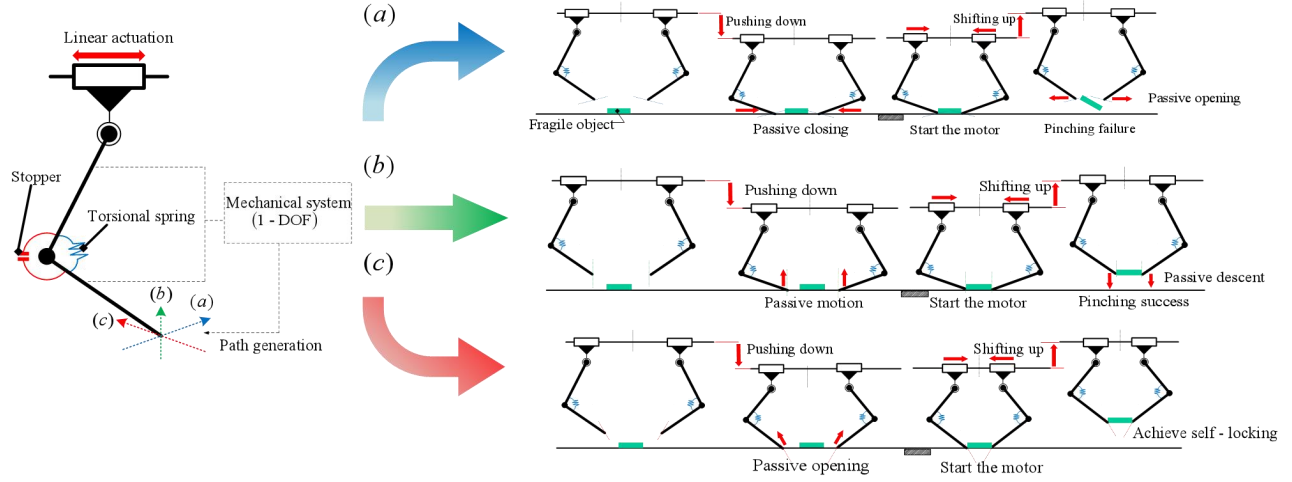 Linear actuation
Stopper
Torsional spring
Mechanical system
(1 - DOF)
(b)
(a)
(c)
Path generation
(a)
Pushing down
Shifting up
Passive opening
Fragile object
Passive closing
Start the motor
Pinching failure
(b)
Pushing down
Shifting up
Passive descent
Passive motion
Start the motor
Pinching success
(c)
Pushing down
Shifting up
Achieve self - locking
Passive opening
Start the motor